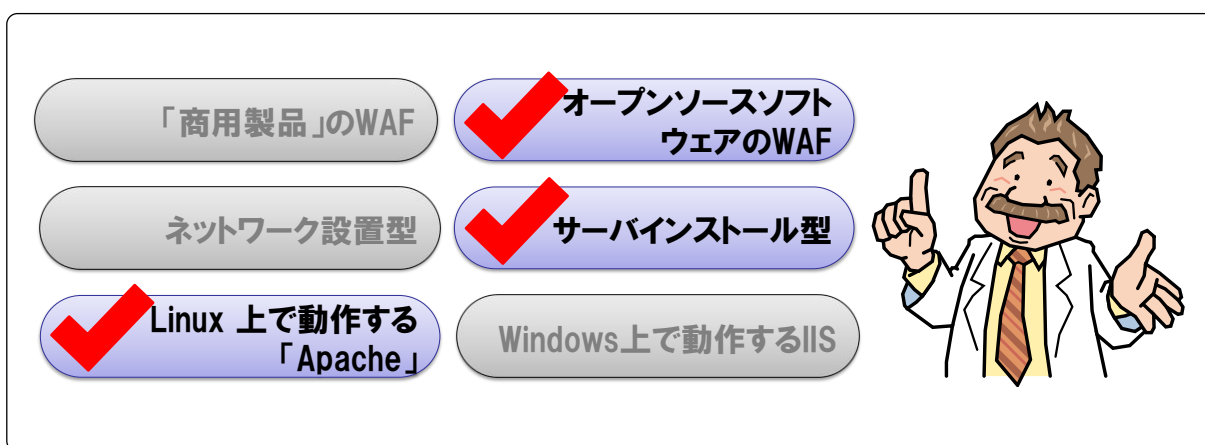 「商用製品」のWAF
オープンソースソフト
ウェアのWAF
ネットワーク設置型
サーバインストール型
Linux 上で動作する
「Apache」
Windows上で動作するIIS